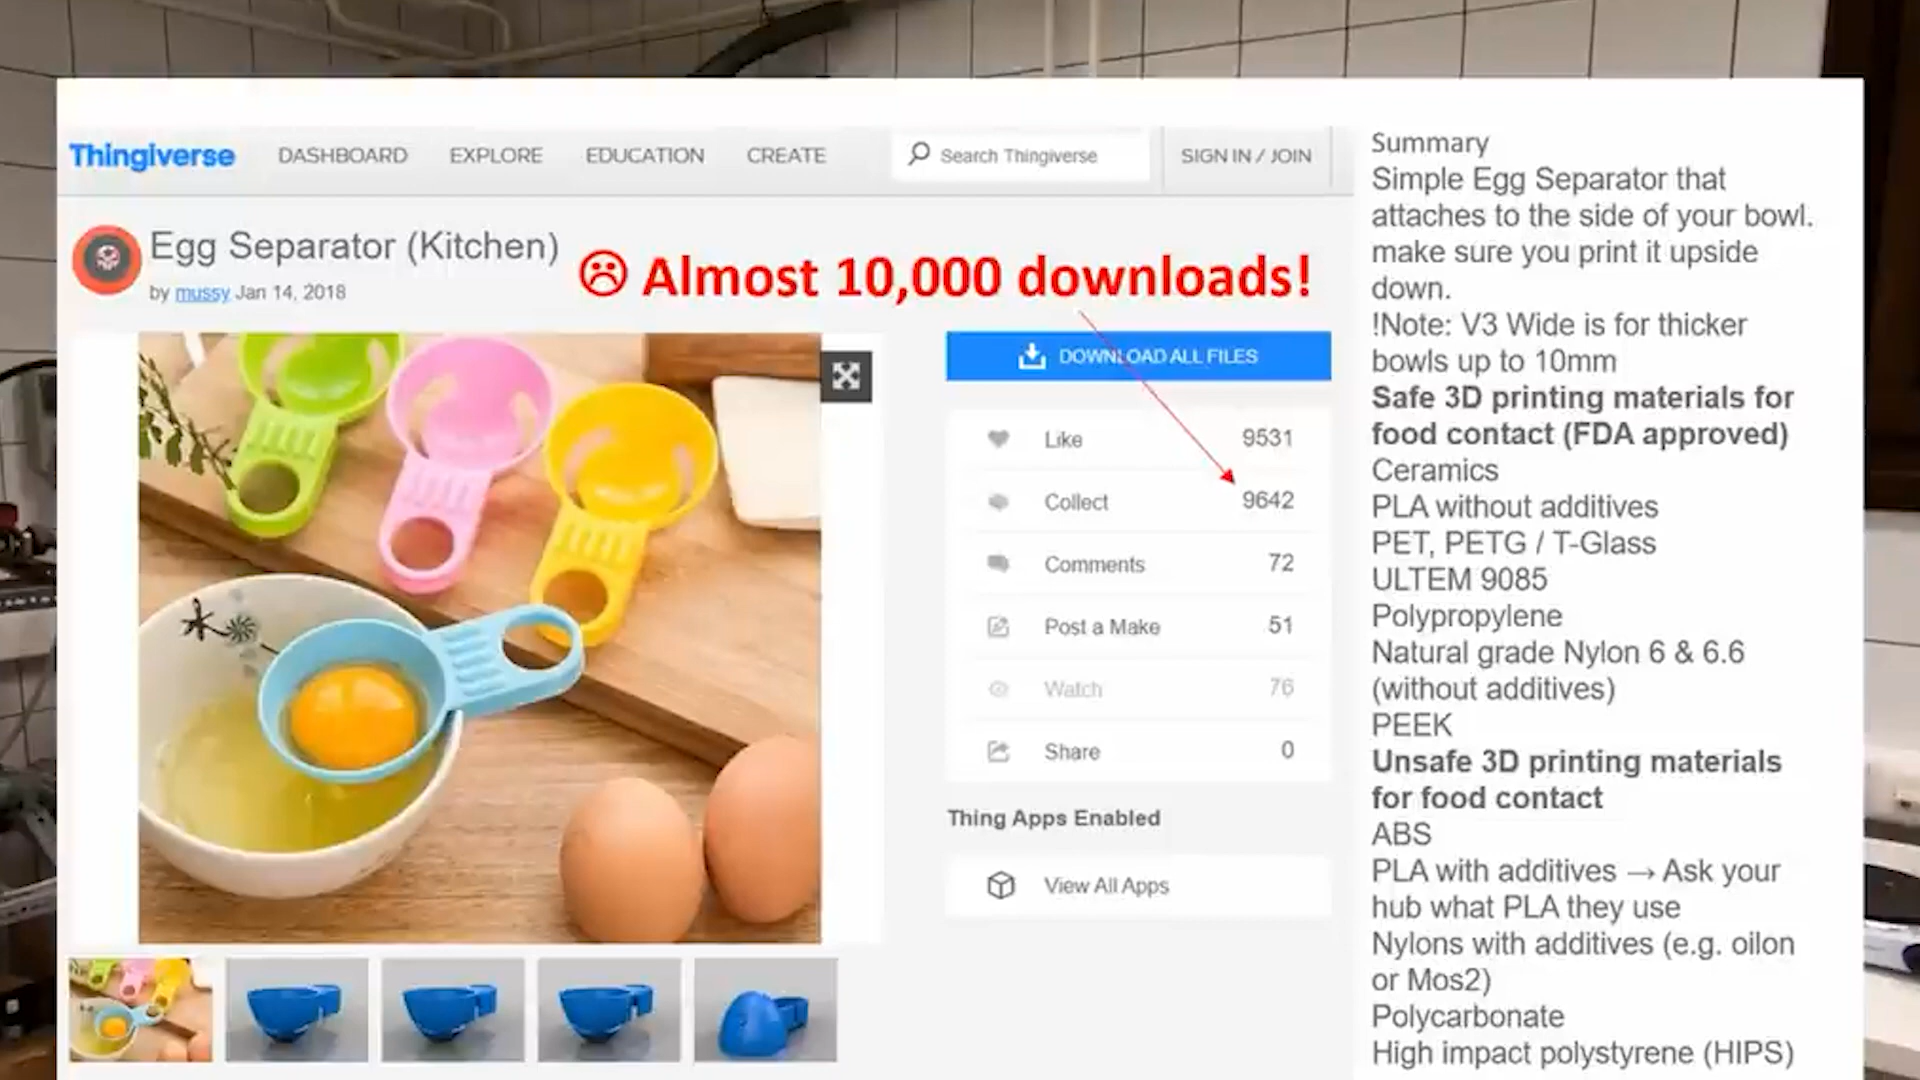 Thingiverse DASHBOARD EXPLORE EDUCATION CREATE Search Thingiverse SIGN IN / JOIN
Egg Separator (Kitchen)
by mussy Jan 14, 2018
☹ Almost 10,000 downloads!
DOWNLOAD ALL FILES
Like 9531
Collect 9642
Comments 72
Post a Make 51
Watch 76
Share 0
Thing Apps Enabled
View All Apps
Summary
Simple Egg Separator that
attaches to the side of your bowl.
make sure you print it upside
down.
!Note: V3 Wide is for thicker
bowls up to 10mm
Safe 3D printing materials for
food contact (FDA approved)
Ceramics
PLA without additives
PET, PETG / T-Glass
ULTEM 9085
Polypropylene
Natural grade Nylon 6 & 6.6
(without additives)
PEEK
Unsafe 3D printing materials
for food contact
ABS
PLA with additives → Ask your
hub what PLA they use
Nylons with additives (e.g. oilon
or Mos2)
Polycarbonate
High impact polystyrene (HIPS)